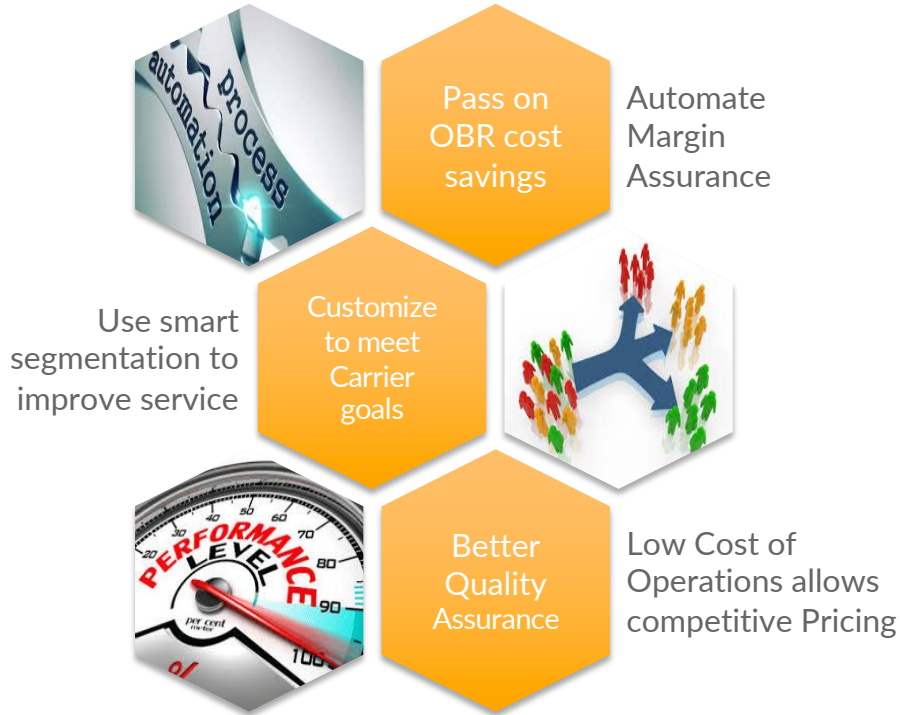 automation
process
Pass on
OBR cost
savings
Automate
Margin
Assurance
Use smart
segmentation to
improve service
Customize
to meet
Carrier
goals
20
30
40
50
60
70
80
90
100
PERFORMANCE
LEVEL
per cent
meter
%
Better
Quality
Assurance
Low Cost of
Operations allows
competitive Pricing